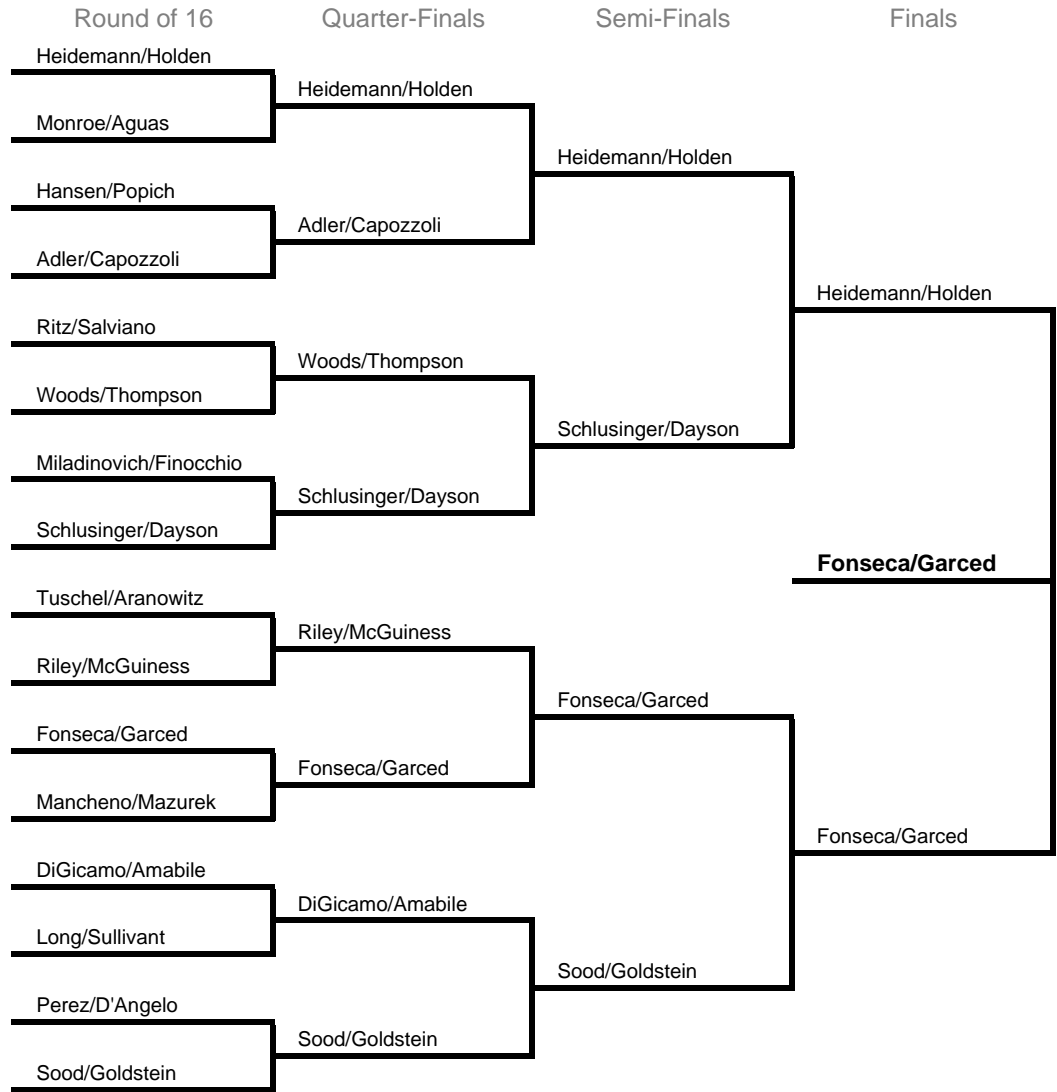 Round of 16 Quarter-Finals Semi-Finals Finals
Heidemann/Holden
Heidemann/Holden
Monroe/Aguas
Heidemann/Holden
Hansen/Popich
Adler/Capozzoli
Adler/Capozzoli
Heidemann/Holden
Ritz/Salviano
Woods/Thompson
Woods/Thompson
Schlusinger/Dayson
Miladinovich/Finocchio
Schlusinger/Dayson
Schlusinger/Dayson
Fonseca/Garced
Tuschel/Aranowitz
Riley/McGuiness
Riley/McGuiness
Fonseca/Garced
Fonseca/Garced
Fonseca/Garced
Mancheno/Mazurek
Fonseca/Garced
DiGicamo/Amabile
DiGicamo/Amabile
Long/Sullivant
Sood/Goldstein
Perez/D'Angelo
Sood/Goldstein
Sood/Goldstein